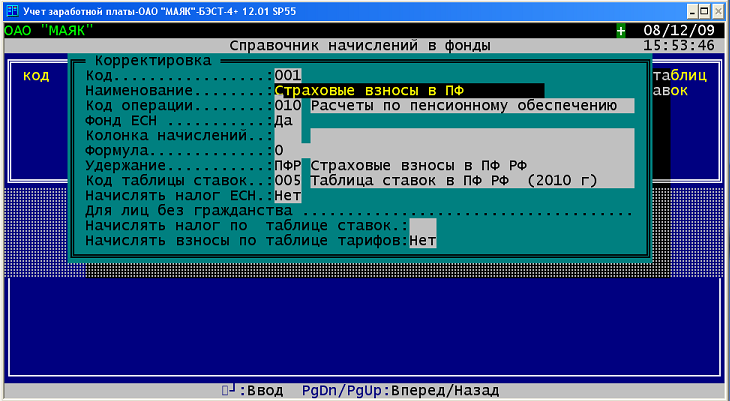 Учет заработной платы-ОАО "МАЯК"-БЭСТ-4+ 12.01 SP55
ОАО "МАЯК" + 08/12/09
Справочник начислений в фонды 15:53:46
Корректировка
код таблиц
авок
Код....................:001
Наименование.........:Страховые взносы в ПФ
Код операции.........:010 Расчеты по пенсионному обеспечению
Фонд ЕСН ............:Да
Колонка начислений..:
Формула..............:0
Удержание............:ПФР Страховые взносы в ПФ РФ
Код таблицы ставок..:005 Таблица ставок в ПФ РФ (2010 г)
Начислять налог ЕСН.:Нет
Для лиц без гражданства .....................................
Начислять налог по таблице ставок.:
Начислять взносы по таблице тарифов:Нет
:Ввод PgDn/PgUp:Вперед/Назад